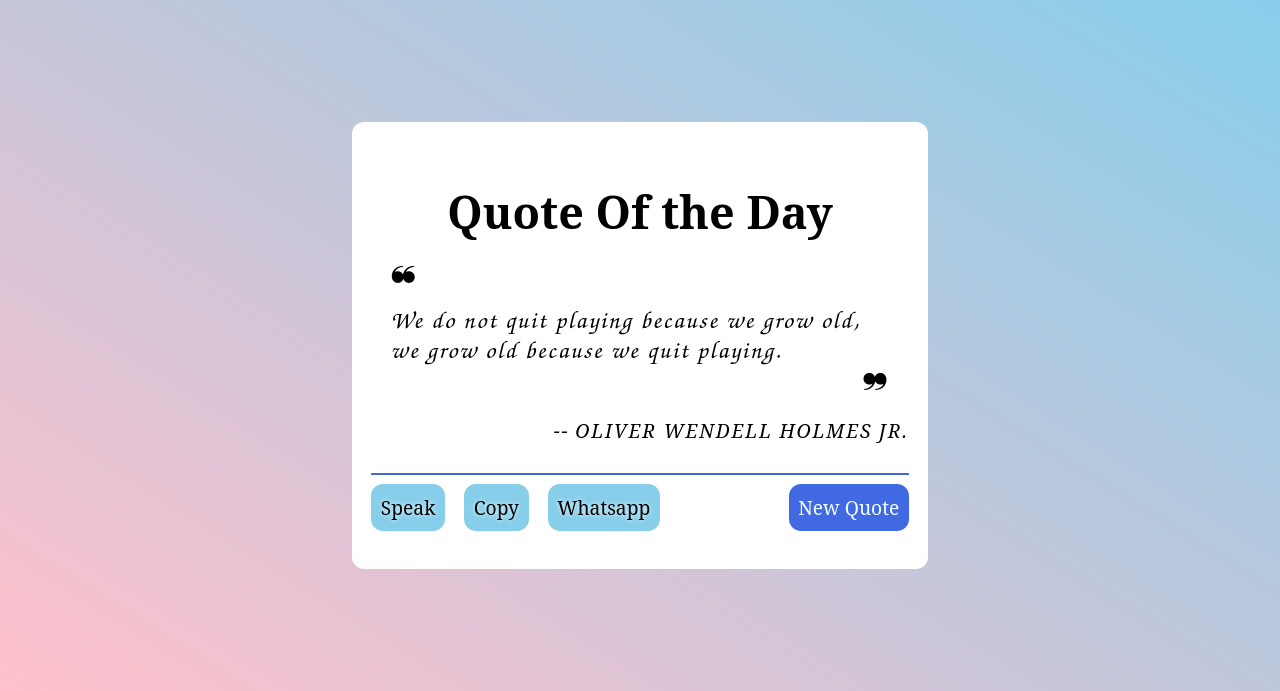 Quote Of the Day
❝
We do not quit playing because we grow old,
we grow old because we quit playing.
❞
-- OLIVER WENDELL HOLMES JR.
Speak Copy Whatsapp New Quote